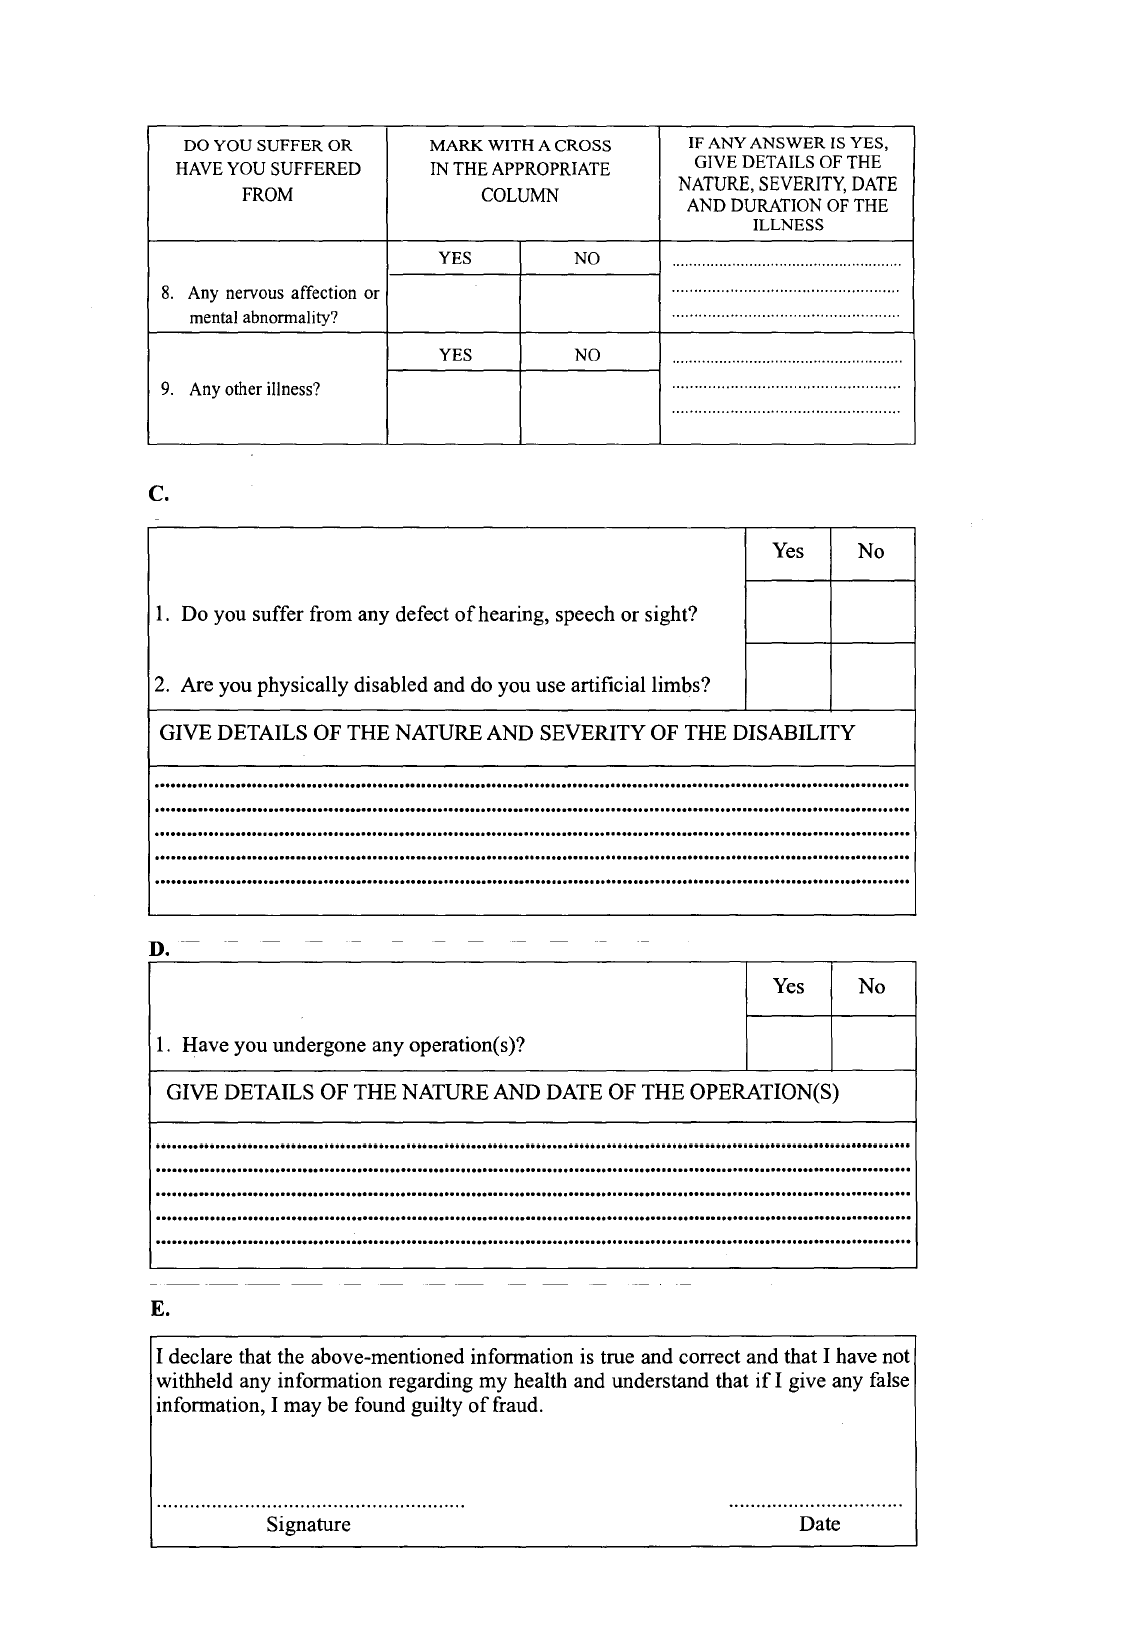 DO YOU SUFFER OR
HAVE YOU SUFFERED
FROM
MARK WITH A CROSS
IN THE APPROPRIATE
COLUMN
IF ANY ANSWER IS YES,
GIVE DETAILS OF THE
NATURE, SEVERITY, DATE
AND DURATION OF THE
ILLNESS
YES NO
8. Any nervous affection or
mental abnormality?
YES NO
9. Any other illness?
C.
Yes No
1. Do you suffer from any defect of hearing, speech or sight?
2. Are you physically disabled and do you use artificial limbs?
GIVE DETAILS OF THE NATURE AND SEVERITY OF THE DISABILITY
D.
Yes No
1. Have you undergone any operation(s)?
GIVE DETAILS OF THE NATURE AND DATE OF THE OPERATION(S)
E.
I declare that the above-mentioned information is true and correct and that I have not
withheld any information regarding my health and understand that if I give any false
information, I may be found guilty of fraud.
Signature Date